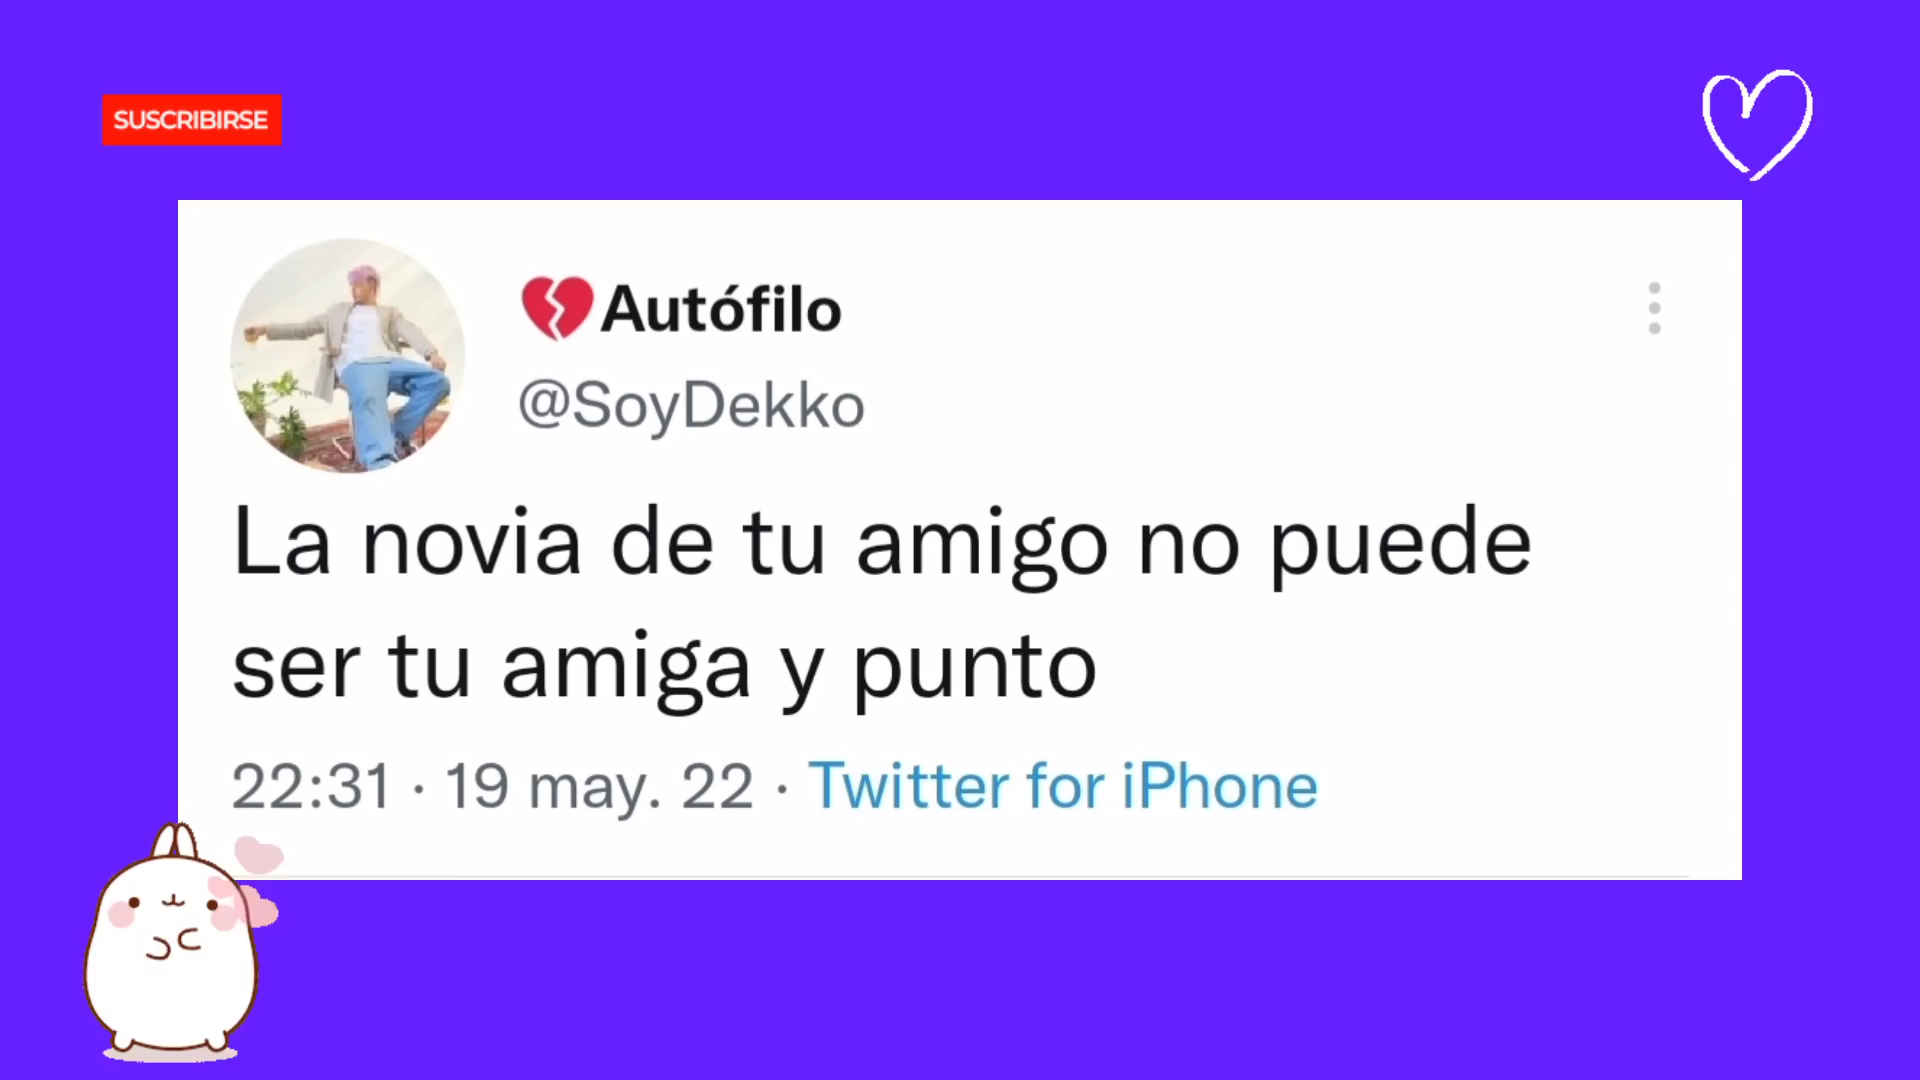 SUSCRIBIRSE
💔Autófilo
@SoyDekko
La novia de tu amigo no puede
ser tu amiga y punto
22:31 · 19 may. 22 · Twitter for iPhone